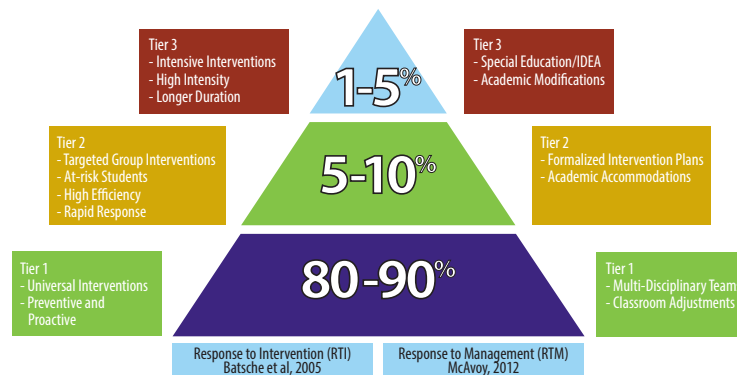 Tier 3
- Intensive Interventions
- High Intensity
- Longer Duration
1-5%
Tier 3
- Special Education/IDEA
- Academic Modifications
Tier 2
- Targeted Group Interventions
- At-risk Students
- High Efficiency
- Rapid Response
5-10%
Tier 2
- Formalized Intervention Plans
- Academic Accommodations
Tier 1
- Universal Interventions
- Preventive and
Proactive
80-90%
Tier 1
- Multi-Disciplinary Team
- Classroom Adjustments
Response to Intervention (RTI)
Batsche et al, 2005
Response to Management (RTM)
McAvoy, 2012